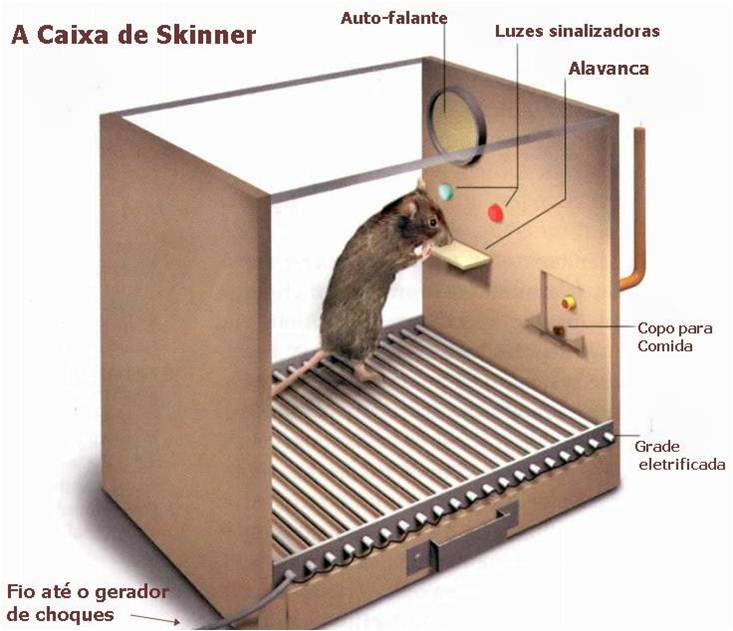 A Caixa de Skinner
Auto-falante
Luzes sinalizadoras
Alavanca
Copo para
Comida
Grade
eletrificada
Fio até o gerador
de choques